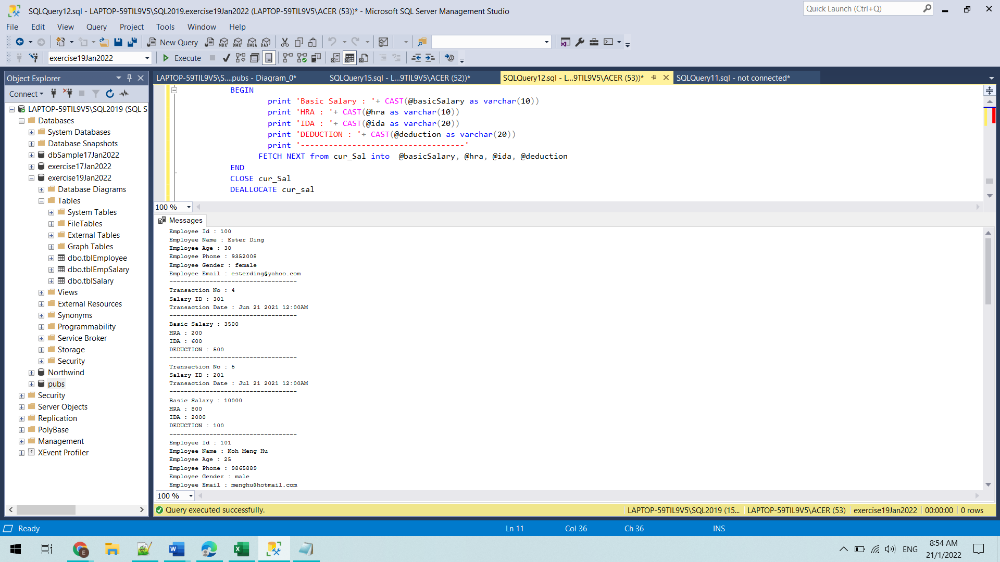 SQLQuery12.sql - LAPTOP-59TIL9V5\SQL2019.exercise19Jan2022 (LAPTOP-59TIL9V5\ACER (53))* - Microsoft SQL Server Management Studio
Quick Launch (Ctrl+Q)
File Edit View Query Project Tools Window Help
New Query
MDX DMX XMLA DAX
exercise19Jan2022
Execute
Object Explorer
Connect
LAPTOP-59TIL9V5\SQL2019 (SQL S
Databases
System Databases
Database Snapshots
dbSample17Jan2022
exercise17Jan2022
exercise19Jan2022
Database Diagrams
Tables
System Tables
FileTables
External Tables
Graph Tables
dbo.tblEmployee
dbo.tblEmpSalary
dbo.tblSalary
Views
External Resources
Synonyms
Programmability
Service Broker
Storage
Security
Northwind
pubs
Security
Server Objects
Replication
PolyBase
Management
XEvent Profiler
LAPTOP-59TIL9V5\S....pubs - Diagram_0*
SQLQuery15.sql - L...9TIL9V5\ACER (52))*
SQLQuery12.sql - L...9TIL9V5\ACER (53))*
SQLQuery11.sql - not connected*
BEGIN
print 'Basic Salary : '+ CAST(@basicSalary as varchar(10))
print 'HRA : '+ CAST(@hra as varchar(10))
print 'IDA : '+ CAST(@ida as varchar(20))
print 'DEDUCTION : '+ CAST(@deduction as varchar(20))
print '-----------------------------------'
FETCH NEXT from cur_Sal into @basicSalary, @hra, @ida, @deduction
END
CLOSE cur_Sal
DEALLOCATE cur_sal
100 %
Messages
Employee Id : 100
Employee Name : Ester Ding
Employee Age : 30
Employee Phone : 9352008
Employee Gender : female
Employee Email : esterding@yahoo.com
-----------------------------------
Transaction No : 4
Salary ID : 301
Transaction Date : Jun 21 2021 12:00AM
-----------------------------------
Basic Salary : 3500
HRA : 200
IDA : 600
DEDUCTION : 500
-----------------------------------
Transaction No : 5
Salary ID : 201
Transaction Date : Jul 21 2021 12:00AM
-----------------------------------
Basic Salary : 10000
HRA : 800
IDA : 2000
DEDUCTION : 100
-----------------------------------
Employee Id : 101
Employee Name : Koh Meng Hu
Employee Age : 25
Employee Phone : 9865889
Employee Gender : male
Employee Email : menghu@hotmail.com
100 %
Query executed successfully.
LAPTOP-59TIL9V5\SQL2019 (15... LAPTOP-59TIL9V5\ACER (53) exercise19Jan2022 00:00:00 0 rows
Ready
Ln 11 Col 36 Ch 36 INS
ENG
8:54 AM
21/1/2022